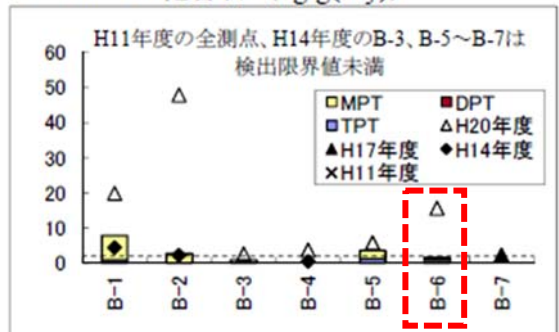 H11年度の全測点、H14年度のB-3、B-5~B-7は
検出限界値未満
60
50
40
30
20
10
0
MPT DPT
TPT H20年度
H17年度 H14年度
H11年度
B-1 B-2 B-3 B-4 B-5 B-6 B-7